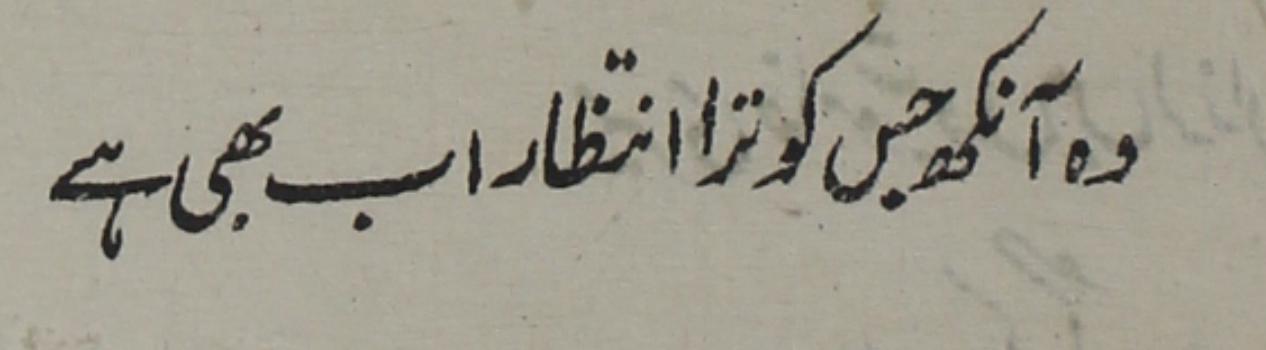 وہ آنکھ جس کو ترا انتظار اب بھی ہے